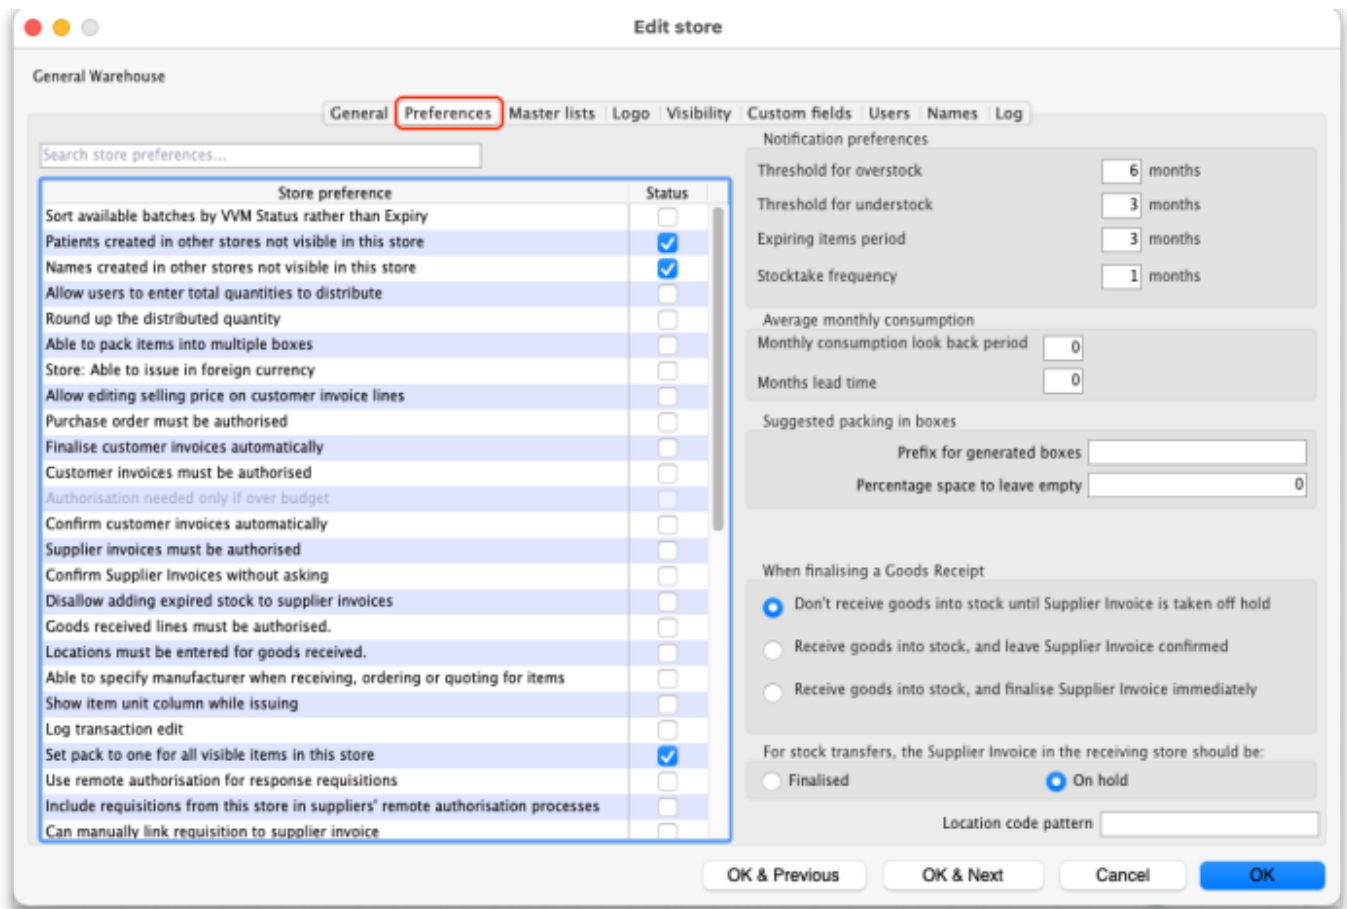 Edit store
General Warehouse
General Preferences Master lists Logo Visibility Custom fields Users Names Log
Search store preferences...
Store preference Status
Sort available batches by VVM Status rather than Expiry
Patients created in other stores not visible in this store
Names created in other stores not visible in this store
Allow users to enter total quantities to distribute
Round up the distributed quantity
Able to pack items into multiple boxes
Store: Able to issue in foreign currency
Allow editing selling price on customer invoice lines
Purchase order must be authorised
Finalise customer invoices automatically
Customer invoices must be authorised
Authorisation needed only if over budget
Confirm customer invoices automatically
Supplier invoices must be authorised
Confirm Supplier Invoices without asking
Disallow adding expired stock to supplier invoices
Goods received lines must be authorised.
Locations must be entered for goods received.
Able to specify manufacturer when receiving, ordering or quoting for items
Show item unit column while issuing
Log transaction edit
Set pack to one for all visible items in this store
Use remote authorisation for response requisitions
Include requisitions from this store in suppliers' remote authorisation processes
Can manually link requisition to supplier invoice
Notification preferences
Threshold for overstock 6 months
Threshold for understock 3 months
Expiring items period 3 months
Stocktake frequency 1 months
Average monthly consumption
Monthly consumption look back period 0
Months lead time 0
Suggested packing in boxes
Prefix for generated boxes
Percentage space to leave empty 0
When finalising a Goods Receipt
Don't receive goods into stock until Supplier Invoice is taken off hold
Receive goods into stock, and leave Supplier Invoice confirmed
Receive goods into stock, and finalise Supplier Invoice immediately
For stock transfers, the Supplier Invoice in the receiving store should be:
Finalised On hold
Location code pattern
OK & Previous OK & Next Cancel OK